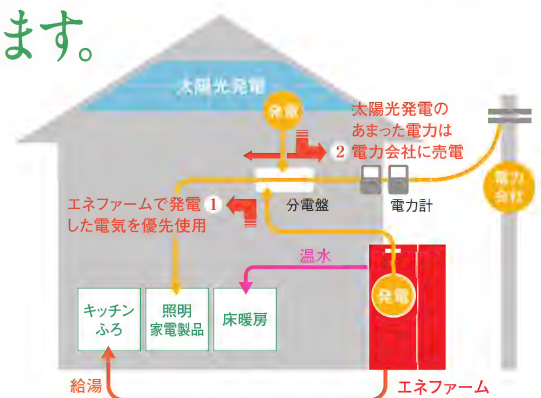 ます。
太陽光発電
発電
太陽光発電の
あまった電力は
② 電力会社に売電
電力
会社
エネファームで発電 ①
した電気を優先使用
分電盤
電力計
温水
発電
キッチン
ふろ
照明
家電製品
床暖房
給湯
エネファーム